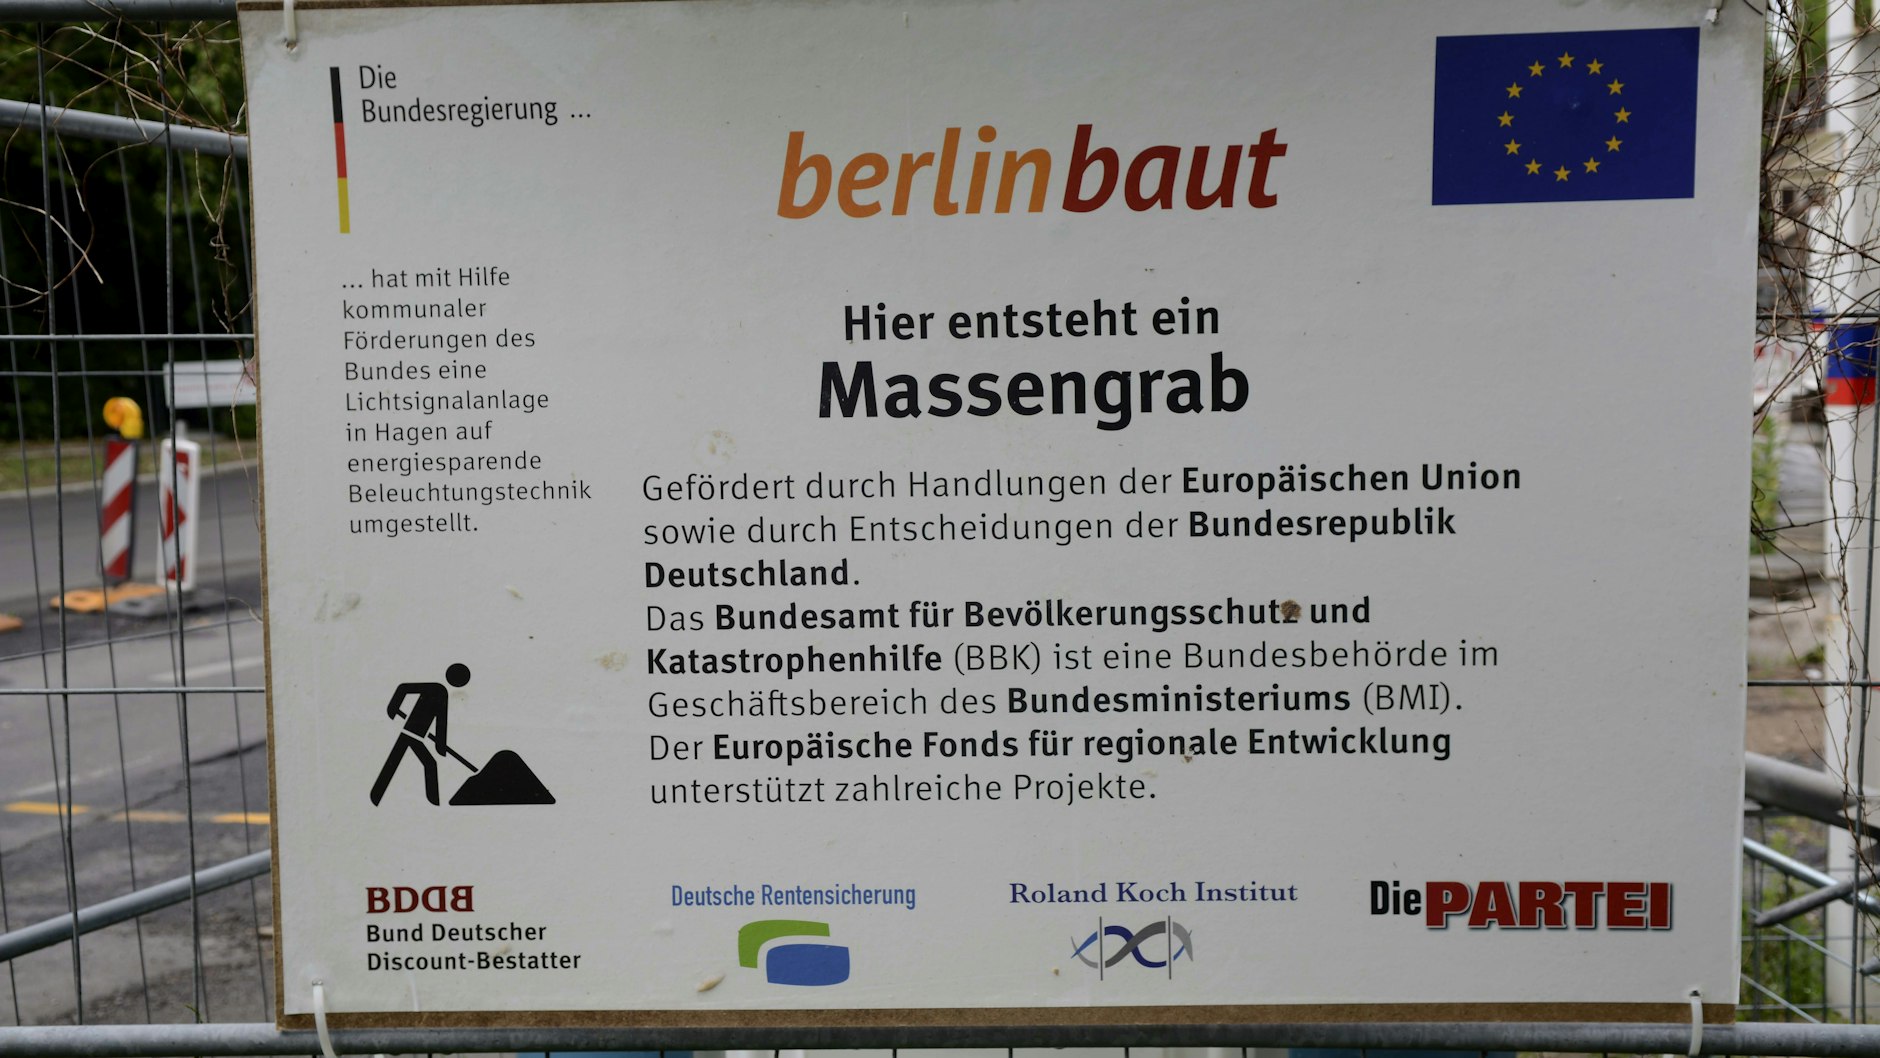 Die
Bundesregierung ...
berlinbaut
... hat mit Hilfe
kommunaler
Förderungen des
Bundes eine
Lichtsignalanlage
in Hagen auf
energiesparende
Beleuchtungstechnik
umgestellt.
Hier entsteht ein
Massengrab
Gefördert durch Handlungen der Europäischen Union
sowie durch Entscheidungen der Bundesrepublik
Deutschland.
Das Bundesamt für Bevölkerungsschutz und
Katastrophenhilfe (BBK) ist eine Bundesbehörde im
Geschäftsbereich des Bundesministeriums (BMI).
Der Europäische Fonds für regionale Entwicklung
unterstützt zahlreiche Projekte.
BDDB
Bund Deutscher
Discount-Bestatter
Deutsche Rentensicherung
Roland Koch Institut
Die PARTEI